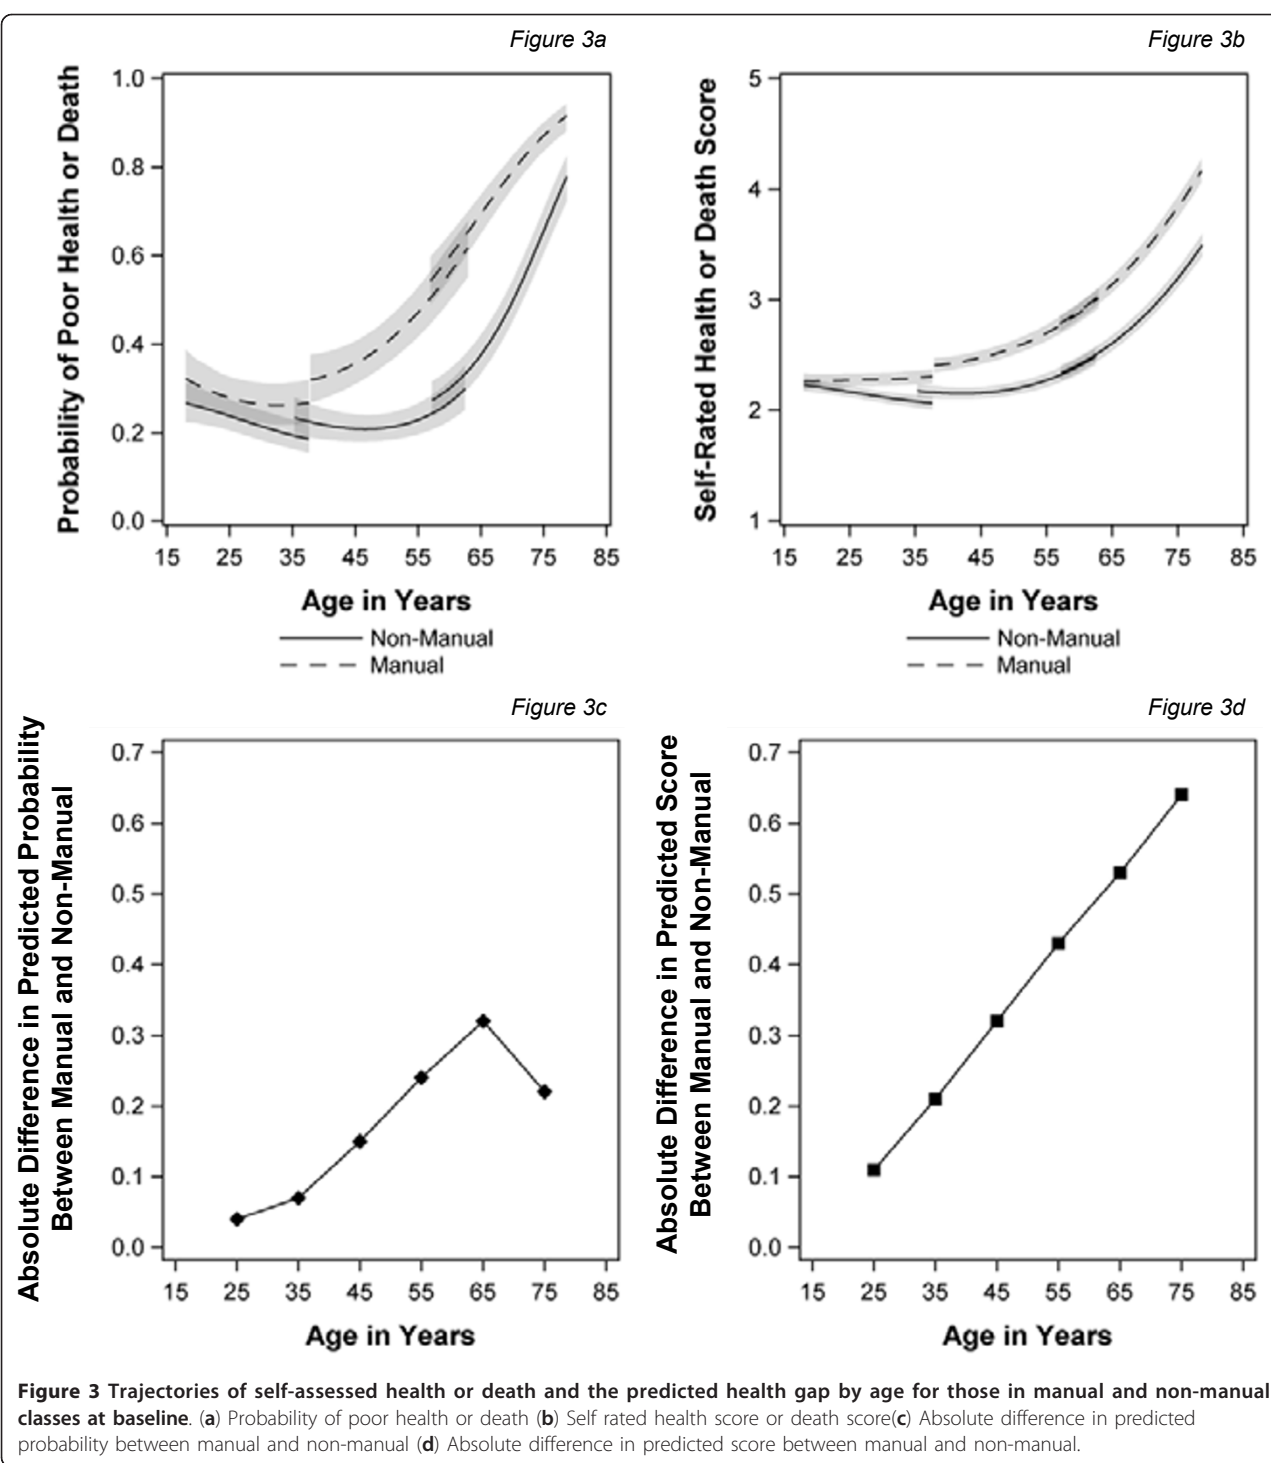 Figure 3a
Probability of Poor Health or Death
1.0
0.8
0.6
0.4
0.2
0.0
15 25 35 45 55 65 75 85
Age in Years
Non-Manual
Manual
Figure 3b
Self-Rated Health or Death Score
5
4
3
2
1
15 25 35 45 55 65 75 85
Age in Years
Non-Manual
Manual
Figure 3c
Absolute Difference in Predicted Probability
Between Manual and Non-Manual
0.7
0.6
0.5
0.4
0.3
0.2
0.1
0.0
15 25 35 45 55 65 75 85
Age in Years
Figure 3d
Absolute Difference in Predicted Score
Between Manual and Non-Manual
0.7
0.6
0.5
0.4
0.3
0.2
0.1
0.0
15 25 35 45 55 65 75 85
Age in Years
Figure 3 Trajectories of self-assessed health or death and the predicted health gap by age for those in manual and non-manual
classes at baseline. (a) Probability of poor health or death (b) Self rated health score or death score(c) Absolute difference in predicted
probability between manual and non-manual (d) Absolute difference in predicted score between manual and non-manual.